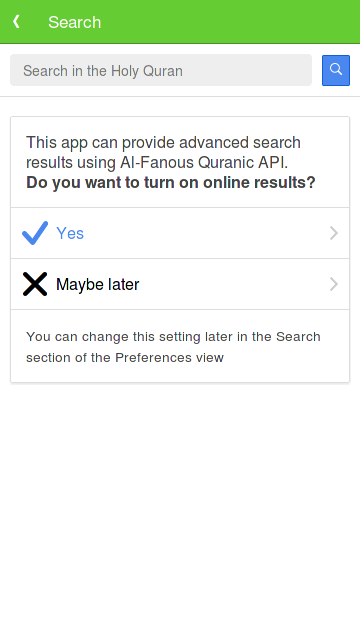 Search
Search in the Holy Quran
This app can provide advanced search
results using Al-Fanous Quranic API.
Do you want to turn on online results?
Yes
Maybe later
You can change this setting later in the Search
section of the Preferences view